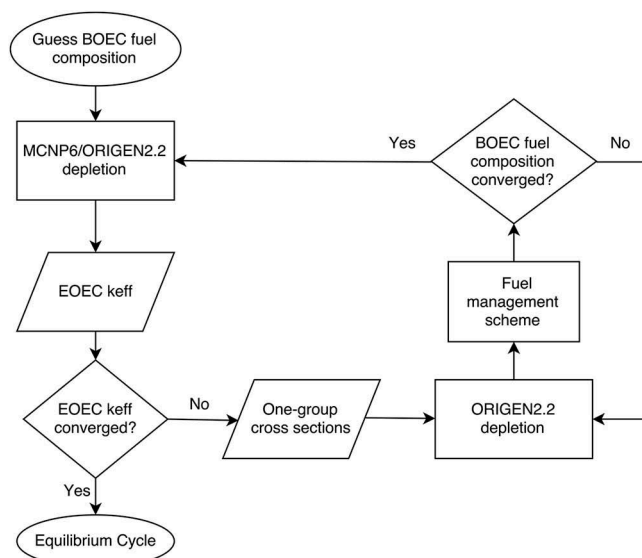 Guess BOEC fuel
composition
MCNP6/ORIGEN2.2
depletion
EOEC keff
EOEC keff
converged?
Yes
Equilibrium Cycle
No
One-group
cross sections
ORIGEN2.2
depletion
Fuel
management
scheme
BOEC fuel
composition
converged?
Yes
No